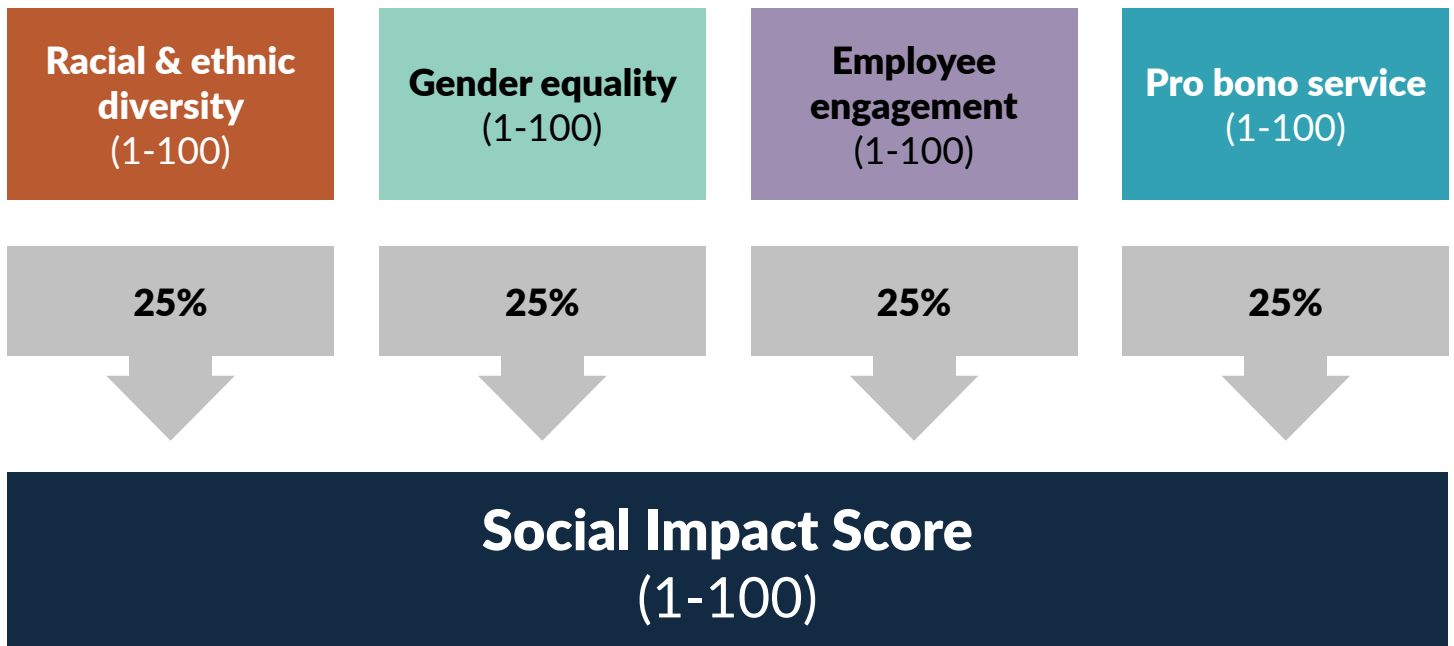 Racial & ethnic
diversity
(1-100)
Gender equality
(1-100)
Employee
engagement
(1-100)
Pro bono service
(1-100)
25%
25%
25%
25%
Social Impact Score
(1-100)